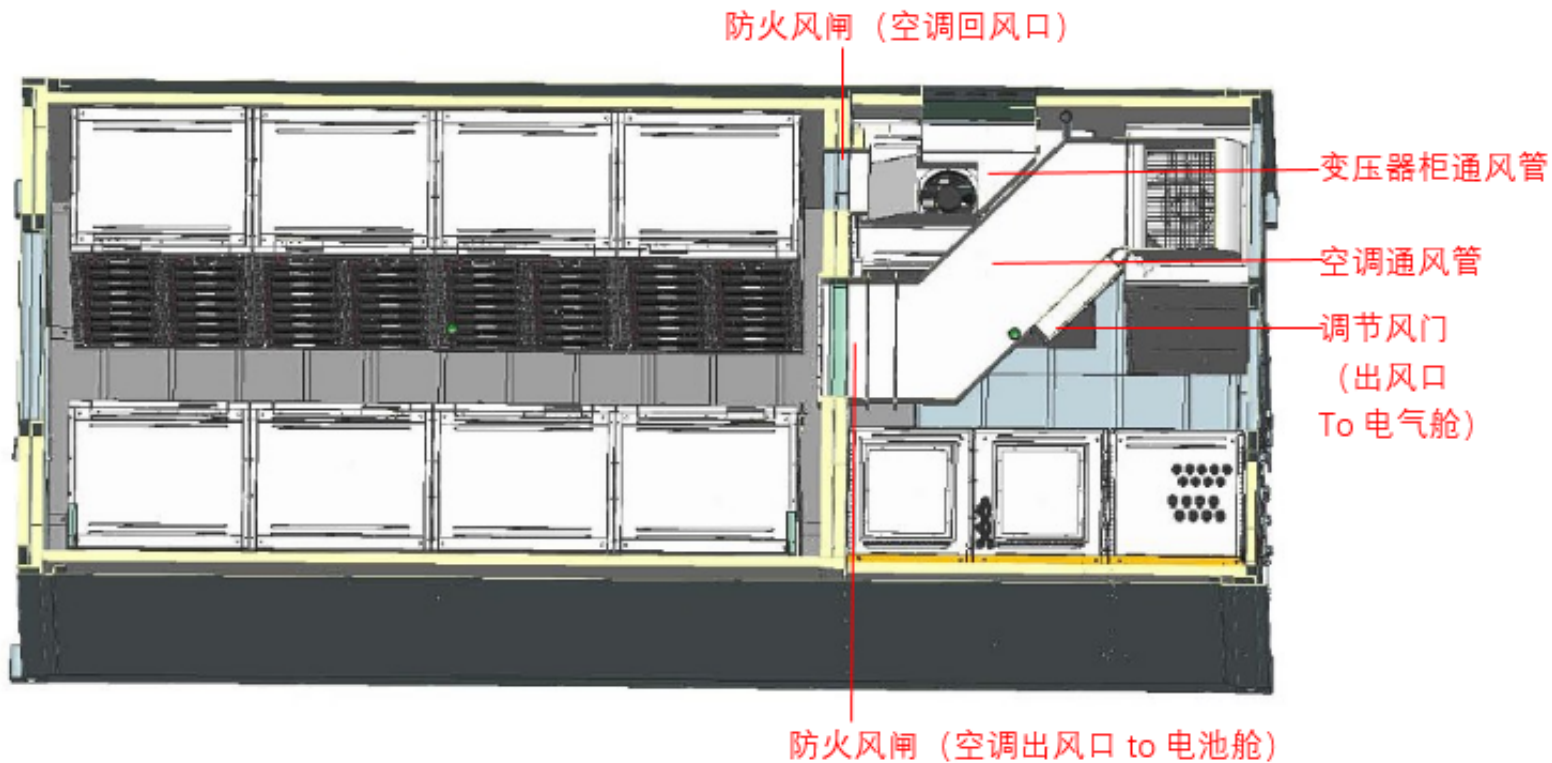 防火风闸（空调回风口）
变压器柜通风管
空调通风管
调节风门
（出风口
To 电气舱）
防火风闸（空调出风口 to 电池舱）